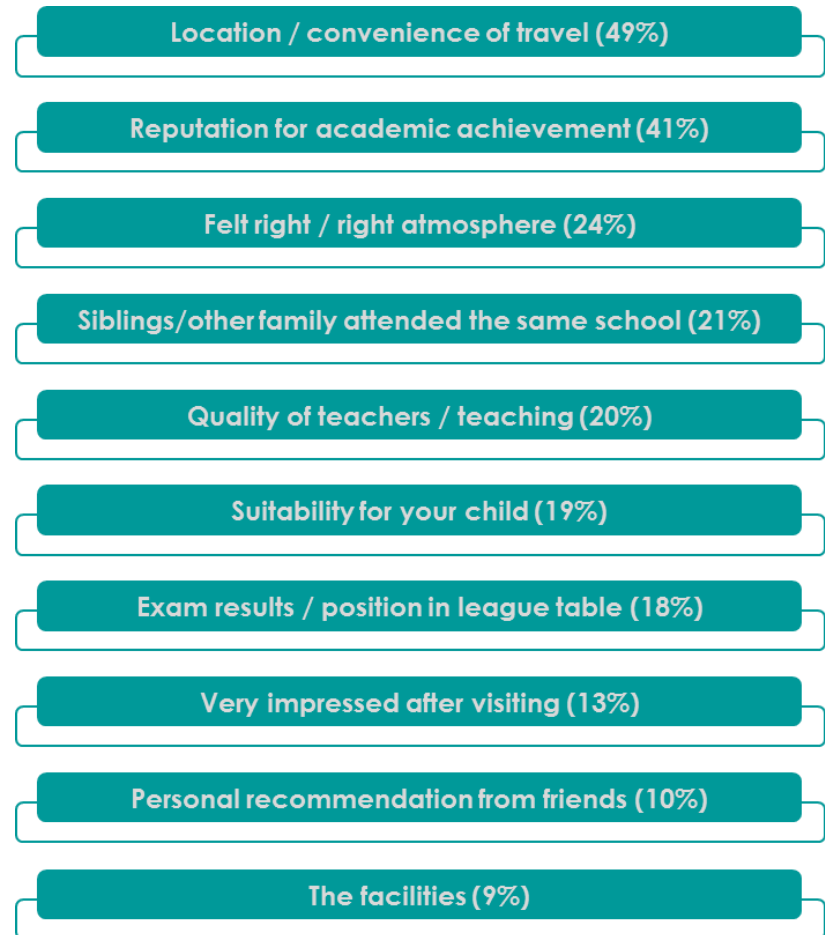 Location / convenience of travel (49%)
Reputation for academic achievement (41%)
Felt right / right atmosphere (24%)
Siblings/other family attended the same school (21%)
Quality of teachers / teaching (20%)
Suitability for your child (19%)
Exam results / position in league table (18%)
Very impressed after visiting (13%)
Personal recommendation from friends (10%)
The facilities (9%)